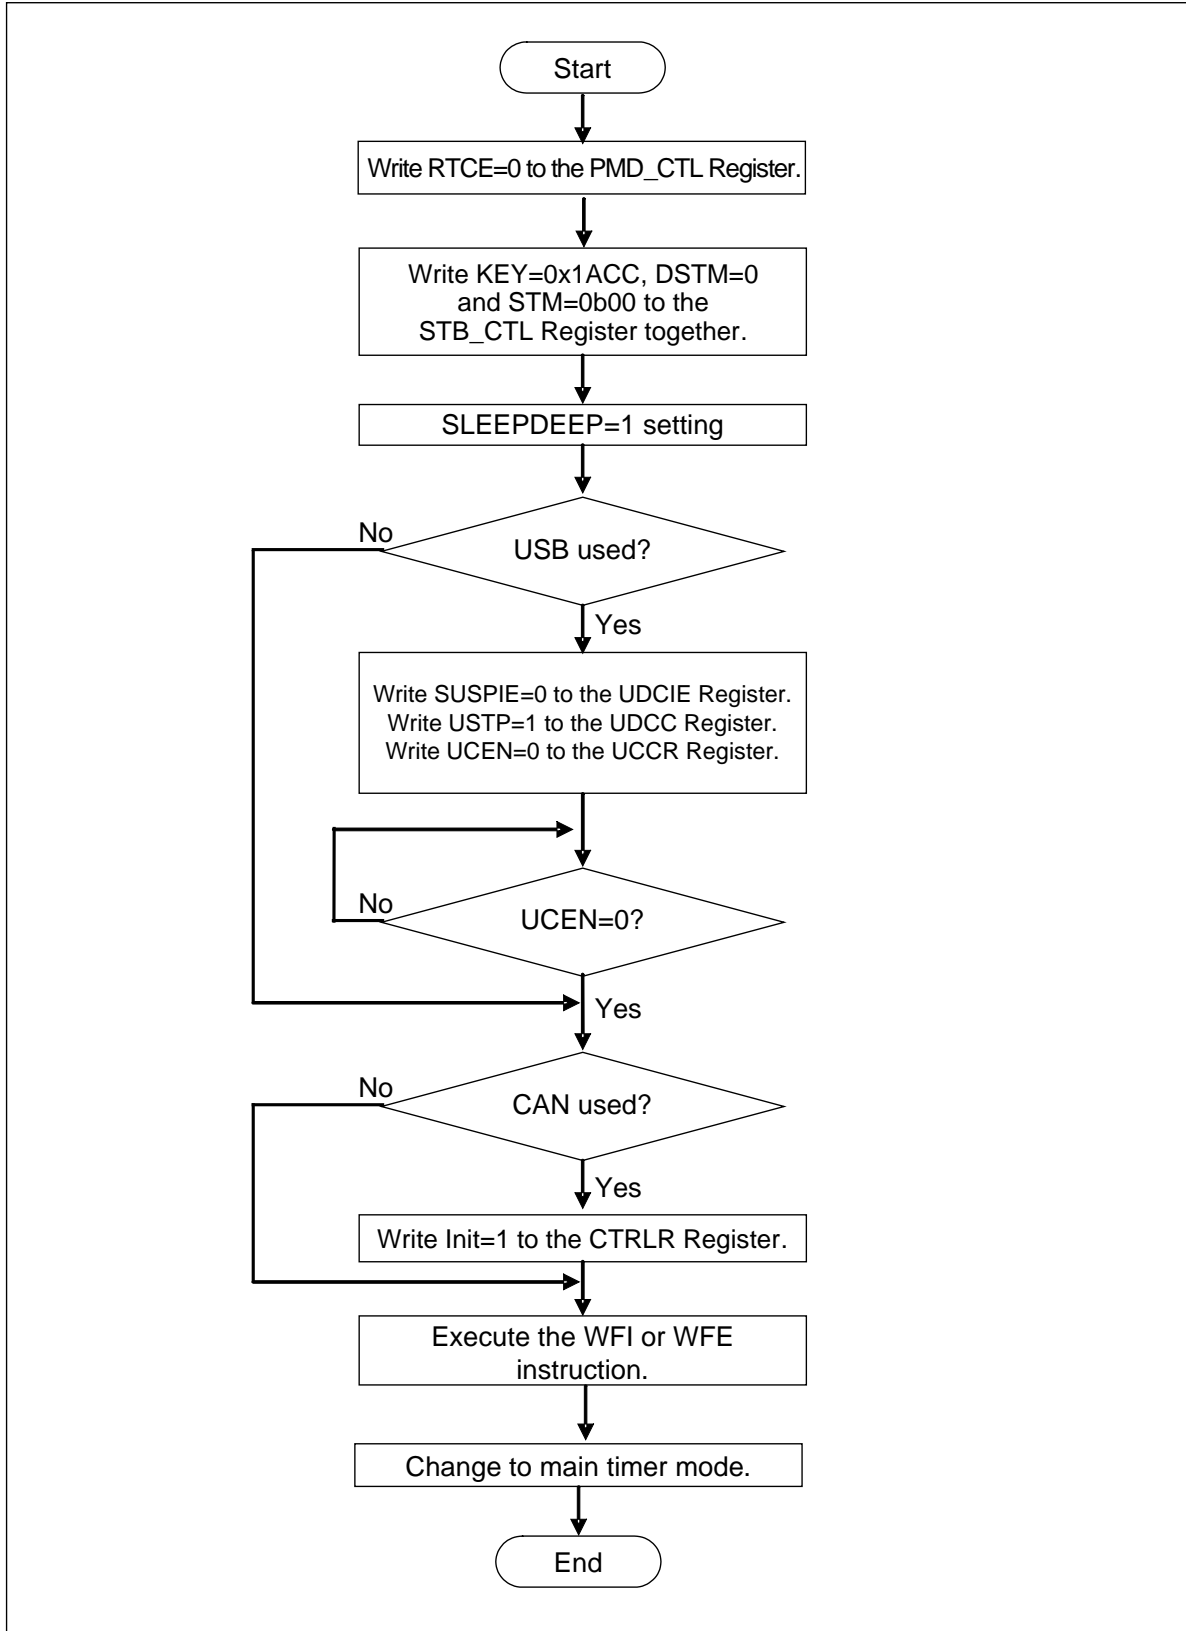 Start
Write RTCE=0 to the PMD_CTL Register.
Write KEY=0x1ACC, DSTM=0
and STM=0b00 to the
STB_CTL Register together.
SLEEPDEEP=1 setting
No
USB used?
Yes
Write SUSPIE=0 to the UDCIE Register.
Write USTP=1 to the UDCC Register.
Write UCEN=0 to the UCCR Register.
No
UCEN=0?
Yes
No
CAN used?
Yes
Write Init=1 to the CTRLR Register.
Execute the WFI or WFE
instruction.
Change to main timer mode.
End